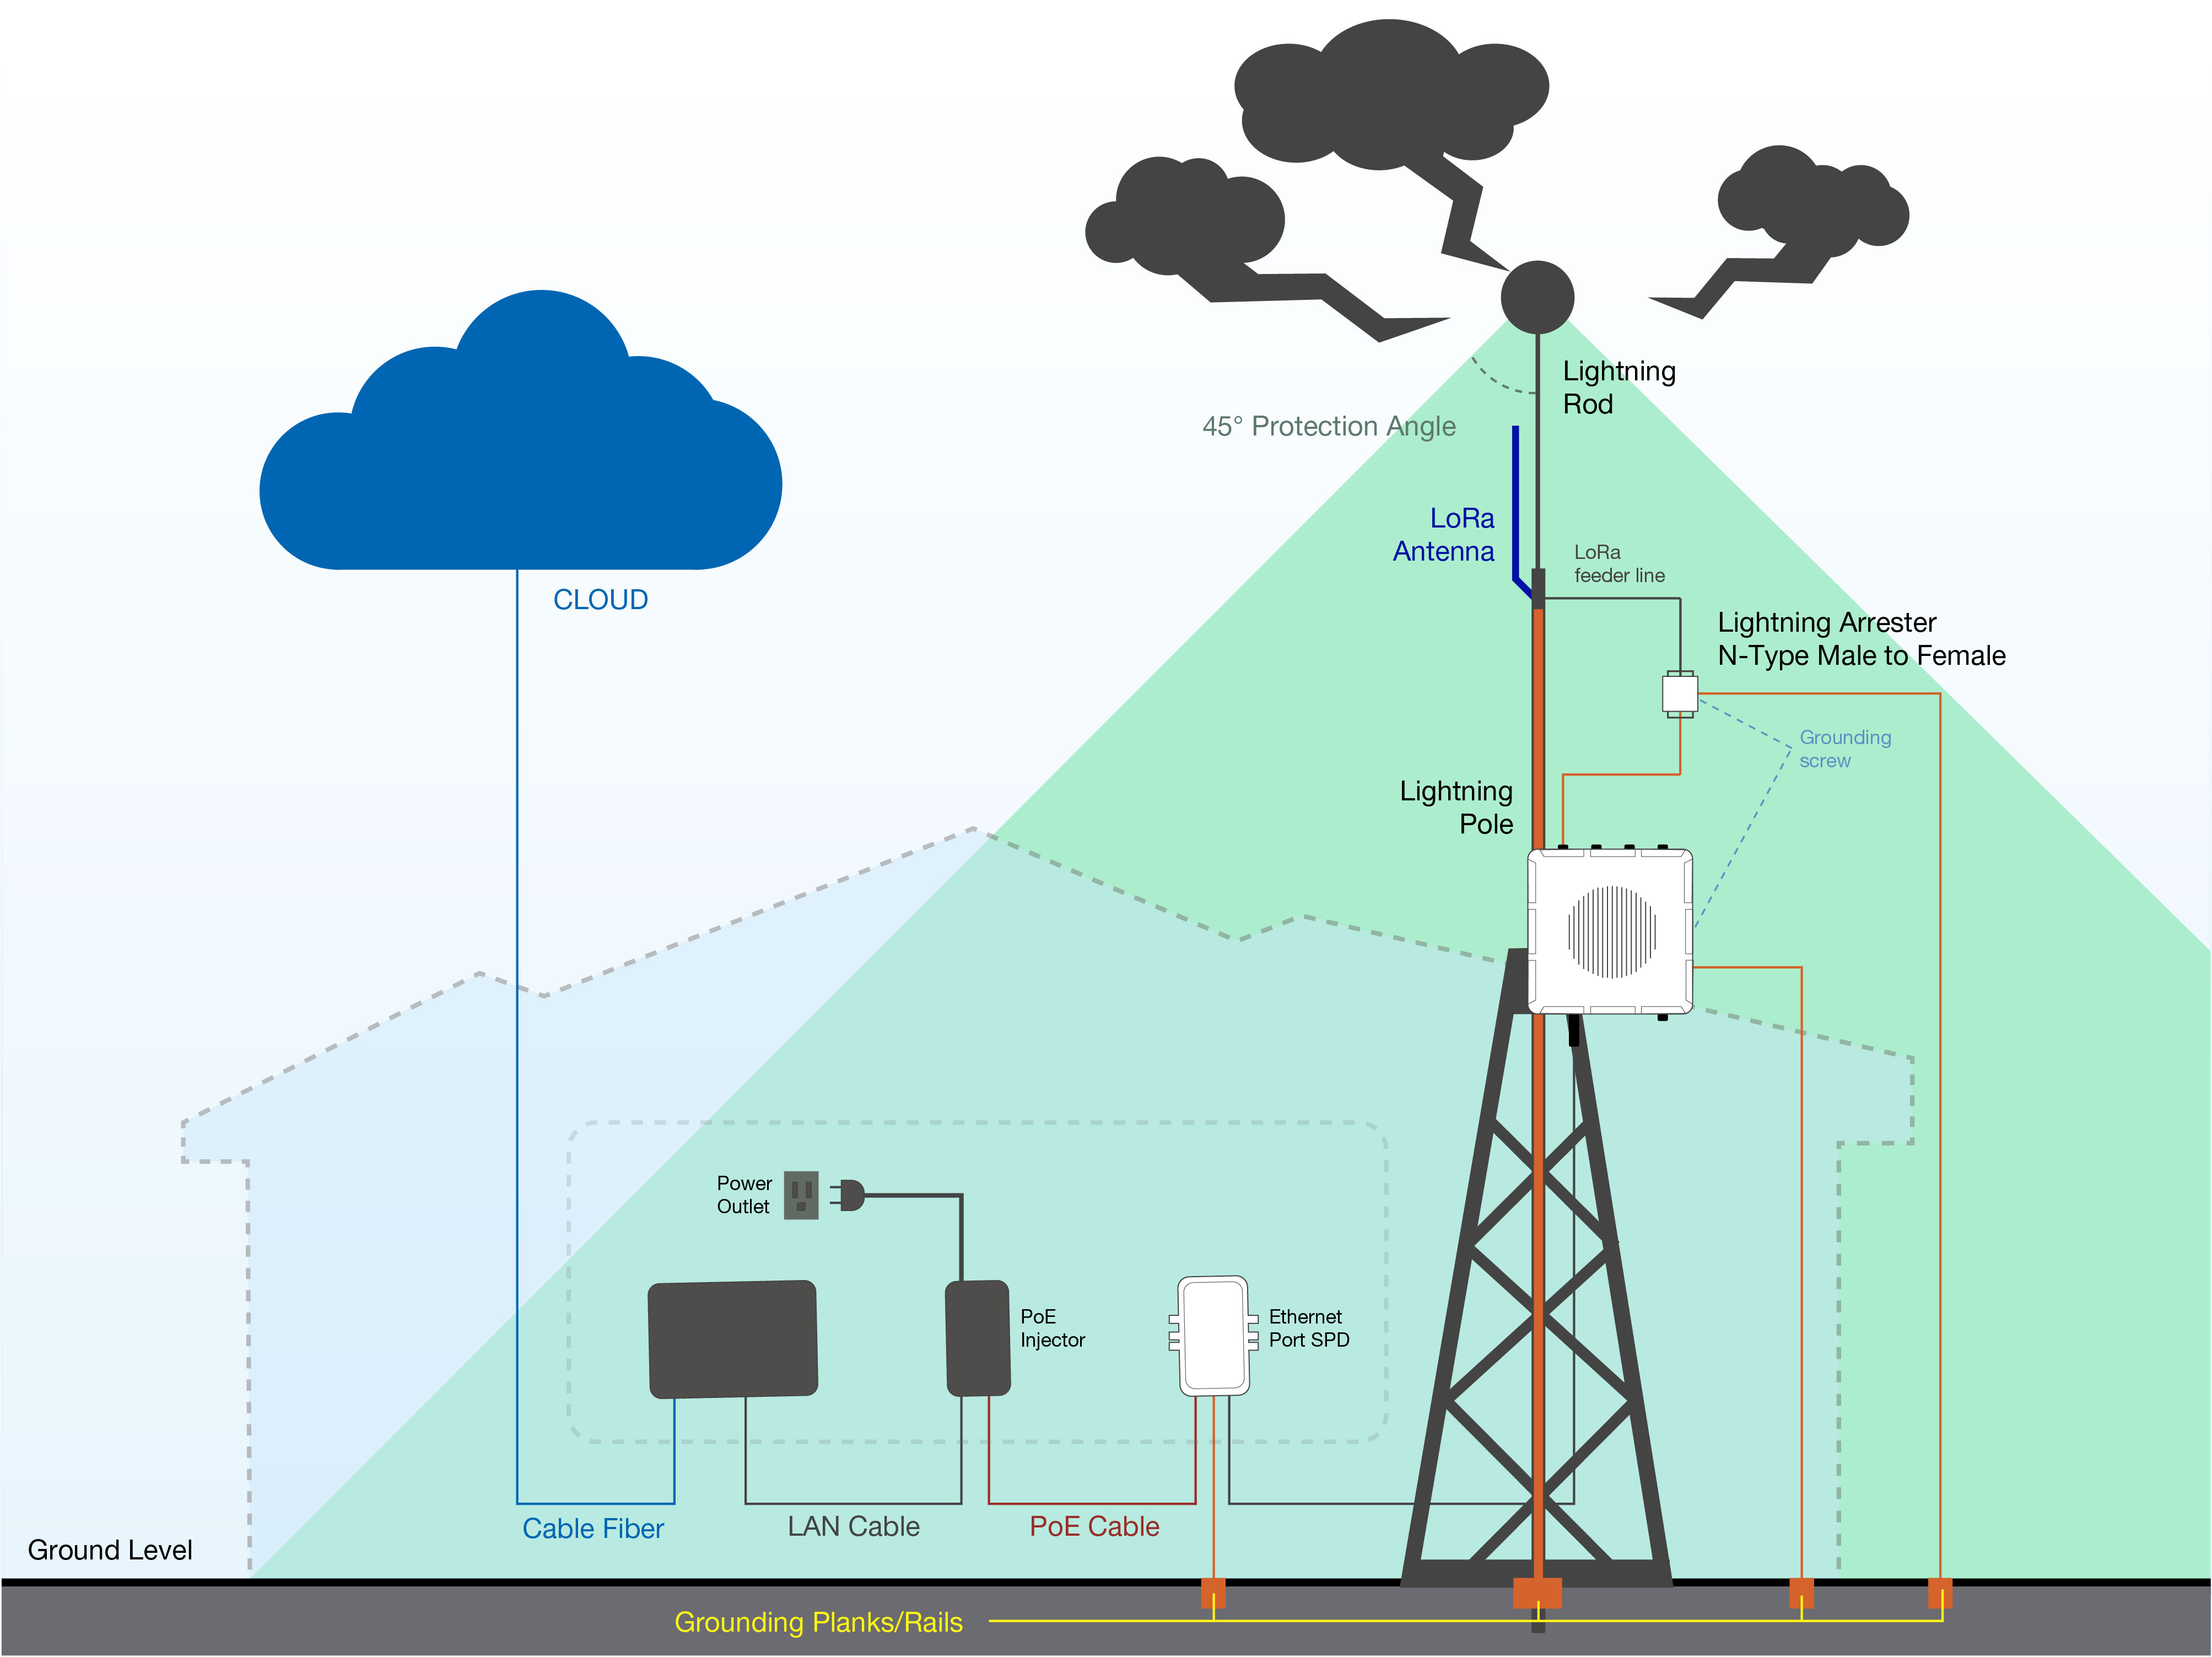 Lightning
Rod
45° Protection Angle
LoRa
Antenna
LoRa
feeder line
CLOUD
Lightning Arrester
N-Type Male to Female
Grounding
screw
Lightning
Pole
Power
Outlet
PoE
Injector
Ethernet
Port SPD
Cable Fiber
LAN Cable
PoE Cable
Ground Level
Grounding Planks/Rails